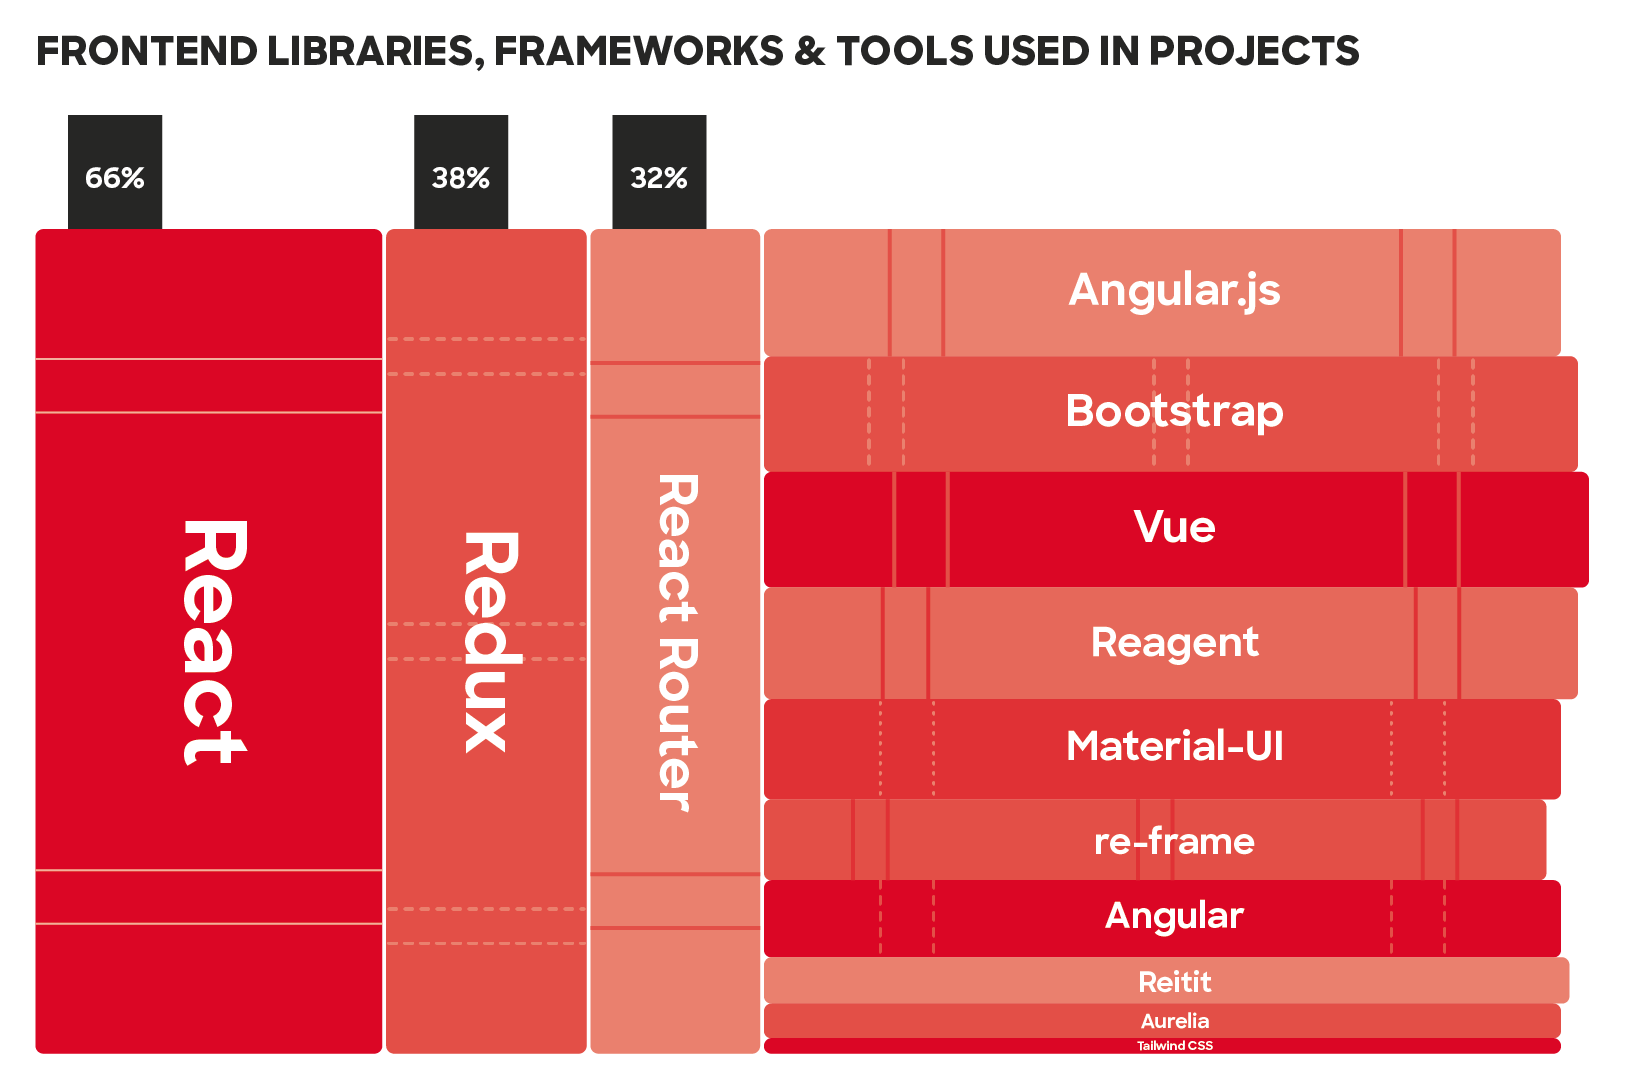 FRONTEND LIBRARIES, FRAMEWORKS & TOOLS USED IN PROJECTS
66%
38%
32%
React
Redux
React Router
Angular.js
Bootstrap
Vue
Reagent
Material-UI
re-frame
Angular
Reitit
Aurelia
Tailwind CSS